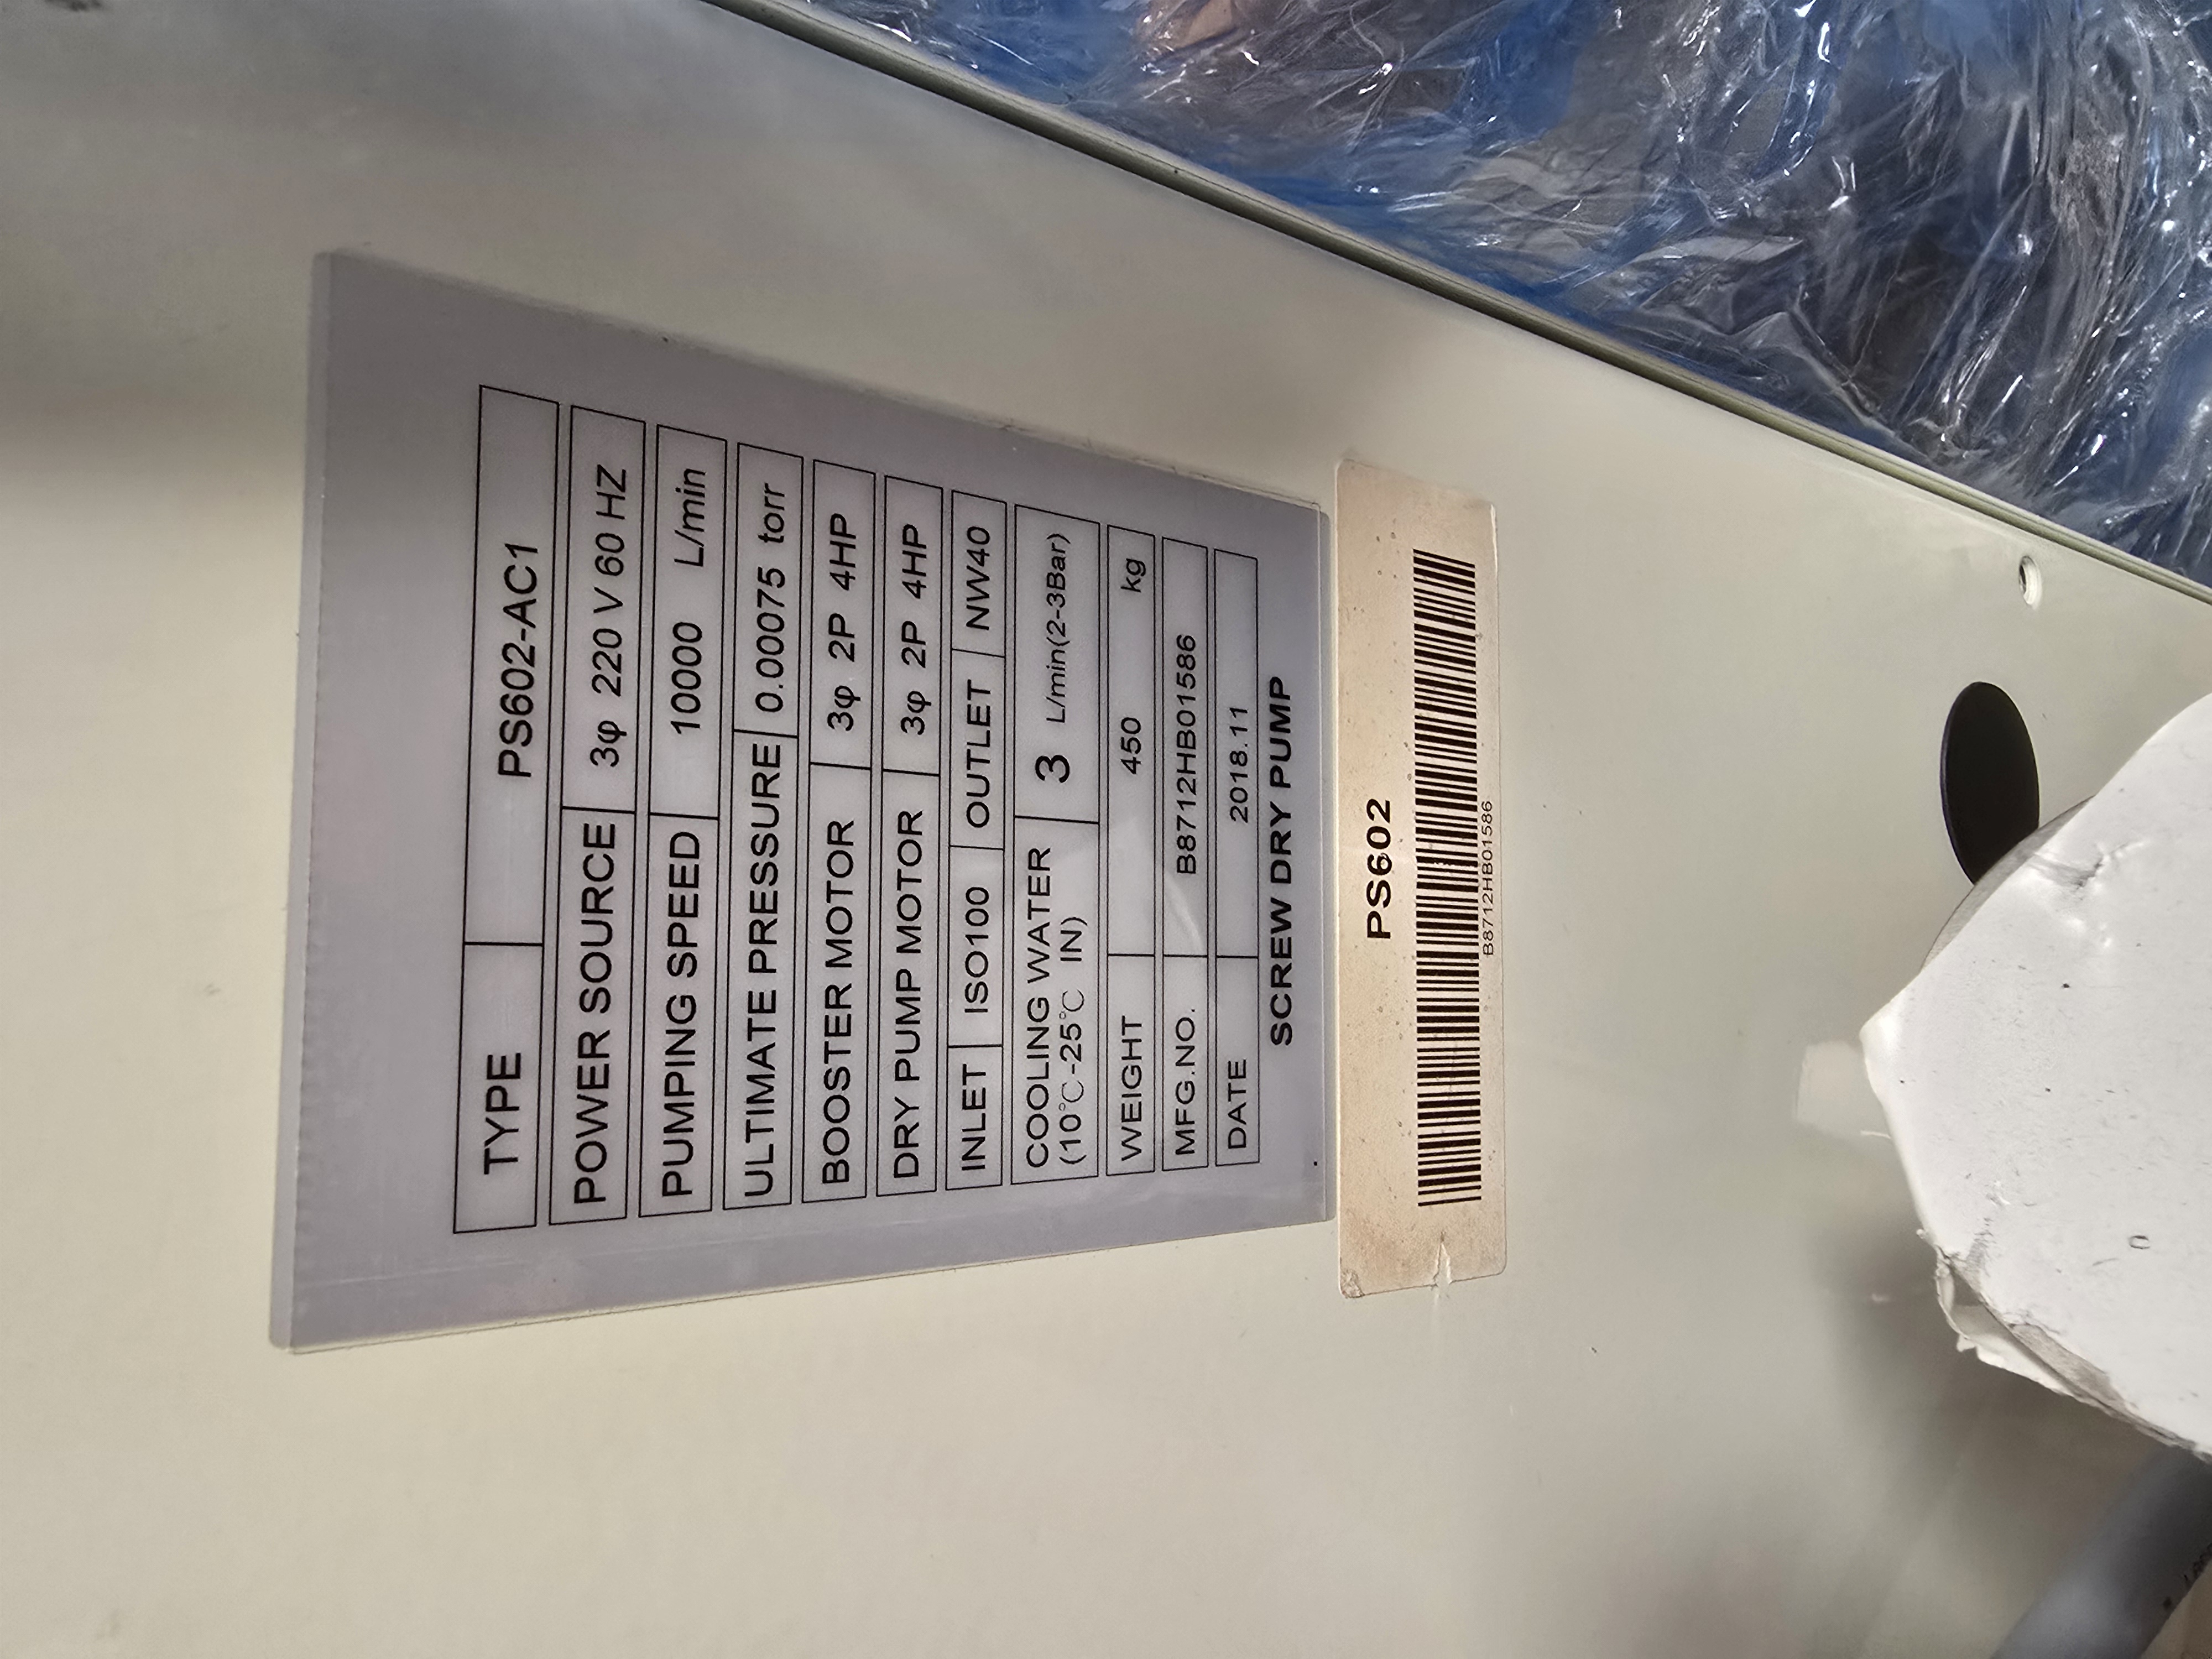 TYPE PS602-AC1
POWER SOURCE 3φ 220 V 60 HZ
PUMPING SPEED 10000 L/min
ULTIMATE PRESSURE 0.00075 torr
BOOSTER MOTOR 3φ 2P 4HP
DRY PUMP MOTOR 3φ 2P 4HP
INLET ISO100 OUTLET NW40
COOLING WATER 3 L/min(2-3Bar)
(10℃-25℃ IN)
WEIGHT 450 kg
MFG.NO. B8712HB01586
DATE 2018.11
SCREW DRY PUMP
PS602
B8712HB01586